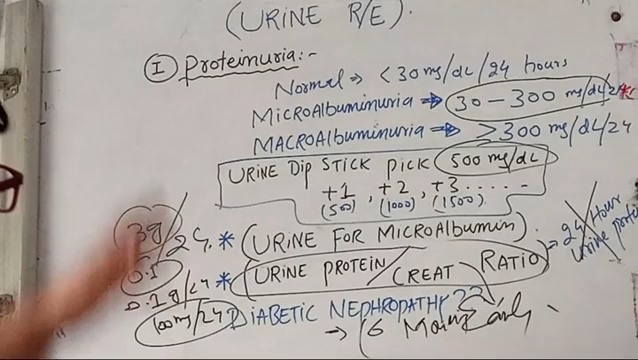 (URINE R/E).
(I) Proteinuria:-
Normal → <30 mg/dL/24 hours
MicroAlbuminuria ⇒ 30-300 mg/dL/24
MACROAlbuminuria ⇒ >300 mg/dL/24
URINE DIP STICK PICK 500 mg/dL
+1, +2, +3......-
(500) (1000) (1500).
3g/24. * (URINE FOR MICROAlbumin).
0.5 * URINE PROTEIN/CREAT RATIO ⇒ 24 Hour urine protein
0.1g/24
100mg/24 DIABETIC NEPHROPATHY??
→ (6